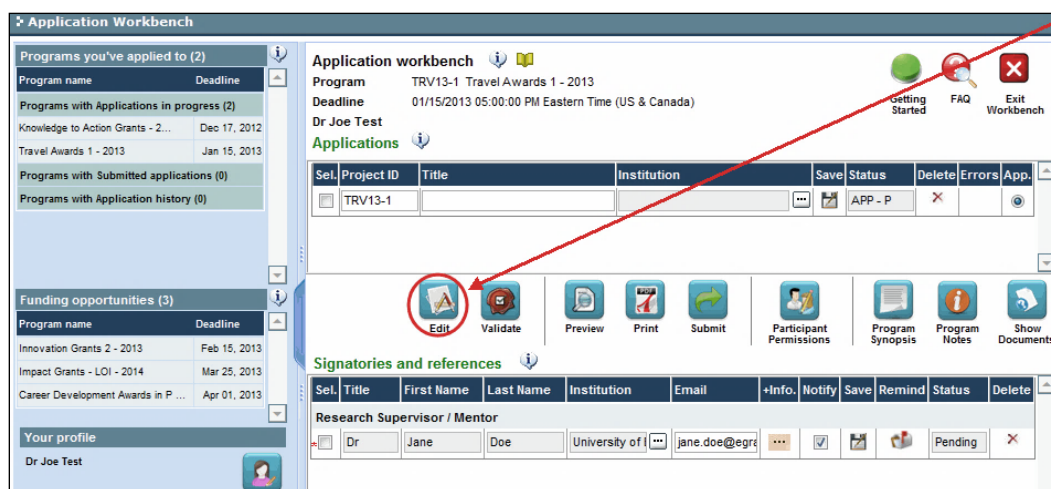 Application Workbench
Programs you've applied to (2)
Program name Deadline
Programs with Applications in progress (2)
Knowledge to Action Grants - 2... Dec 17, 2012
Travel Awards 1 - 2013 Jan 15, 2013
Programs with Submitted applications (0)
Programs with Application history (0)
Funding opportunities (3)
Program name Deadline
Innovation Grants 2 - 2013 Feb 15, 2013
Impact Grants - LOI - 2014 Mar 25, 2013
Career Development Awards in P ... Apr 01, 2013
Your profile
Dr Joe Test
Application workbench
Program TRV13-1 Travel Awards 1 - 2013
Deadline 01/15/2013 05:00:00 PM Eastern Time (US & Canada)
Dr Joe Test
Getting Started FAQ Exit Workbench
Applications
Sel. Project ID Title Institution Save Status Delete Errors App.
TRV13-1 ... APP - P
Edit Validate Preview Print Submit Participant Permissions Program Synopsis Program Notes Show Documents
Signatories and references
Sel. Title First Name Last Name Institution Email +Info. Notify Save Remind Status Delete
Research Supervisor / Mentor
Dr Jane Doe University of I ... jane.doe@egra ... Pending